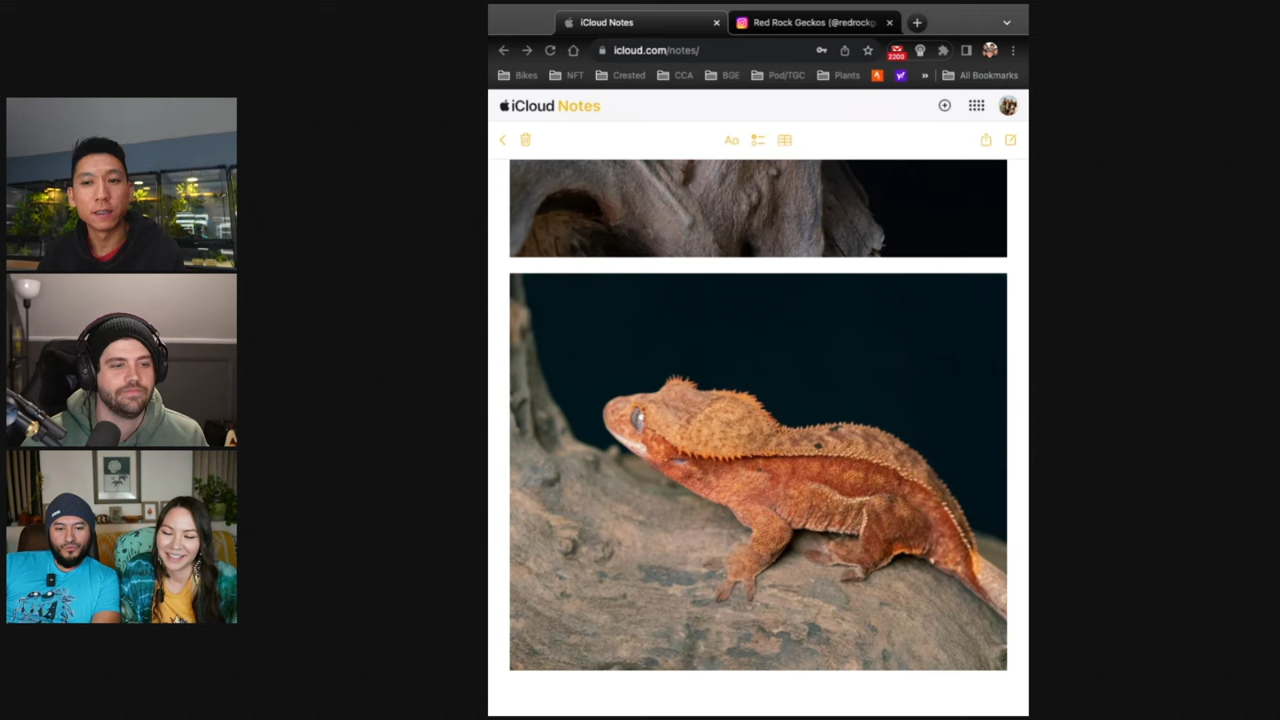 iCloud Notes
Red Rock Geckos (@redrockg
icloud.com/notes/
2200
Bikes
NFT
Crested
CCA
BGE
Pod/TGC
Plants
»
All Bookmarks
iCloud Notes
Aa